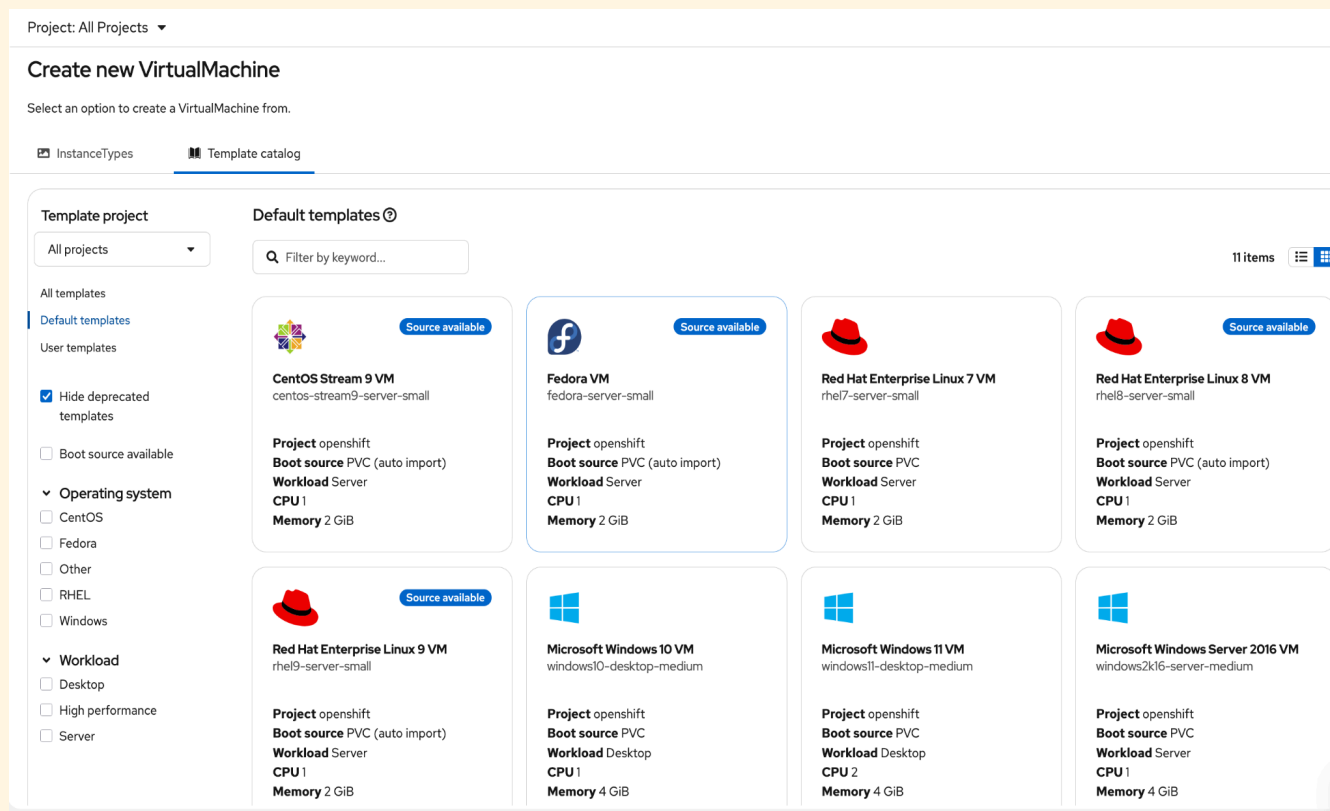 Project: All Projects
Create new VirtualMachine
Select an option to create a VirtualMachine from.
InstanceTypes
Template catalog
Template project
All projects
All templates
Default templates
User templates
Hide deprecated
templates
Boot source available
Operating system
CentOS
Fedora
Other
RHEL
Windows
Workload
Desktop
High performance
Server
Default templates
Filter by keyword...
11 items
Source available
CentOS Stream 9 VM
centos-stream9-server-small
Project openshift
Boot source PVC (auto import)
Workload Server
CPU 1
Memory 2 GiB
Source available
Fedora VM
fedora-server-small
Project openshift
Boot source PVC (auto import)
Workload Server
CPU 1
Memory 2 GiB
Red Hat Enterprise Linux 7 VM
rhel7-server-small
Project openshift
Boot source PVC
Workload Server
CPU 1
Memory 2 GiB
Source available
Red Hat Enterprise Linux 8 VM
rhel8-server-small
Project openshift
Boot source PVC (auto import)
Workload Server
CPU 1
Memory 2 GiB
Source available
Red Hat Enterprise Linux 9 VM
rhel9-server-small
Project openshift
Boot source PVC (auto import)
Workload Server
CPU 1
Memory 2 GiB
Microsoft Windows 10 VM
windows10-desktop-medium
Project openshift
Boot source PVC
Workload Desktop
CPU 1
Memory 4 GiB
Microsoft Windows 11 VM
windows11-desktop-medium
Project openshift
Boot source PVC
Workload Desktop
CPU 2
Memory 4 GiB
Microsoft Windows Server 2016 VM
windows2k16-server-medium
Project openshift
Boot source PVC
Workload Server
CPU 1
Memory 4 GiB